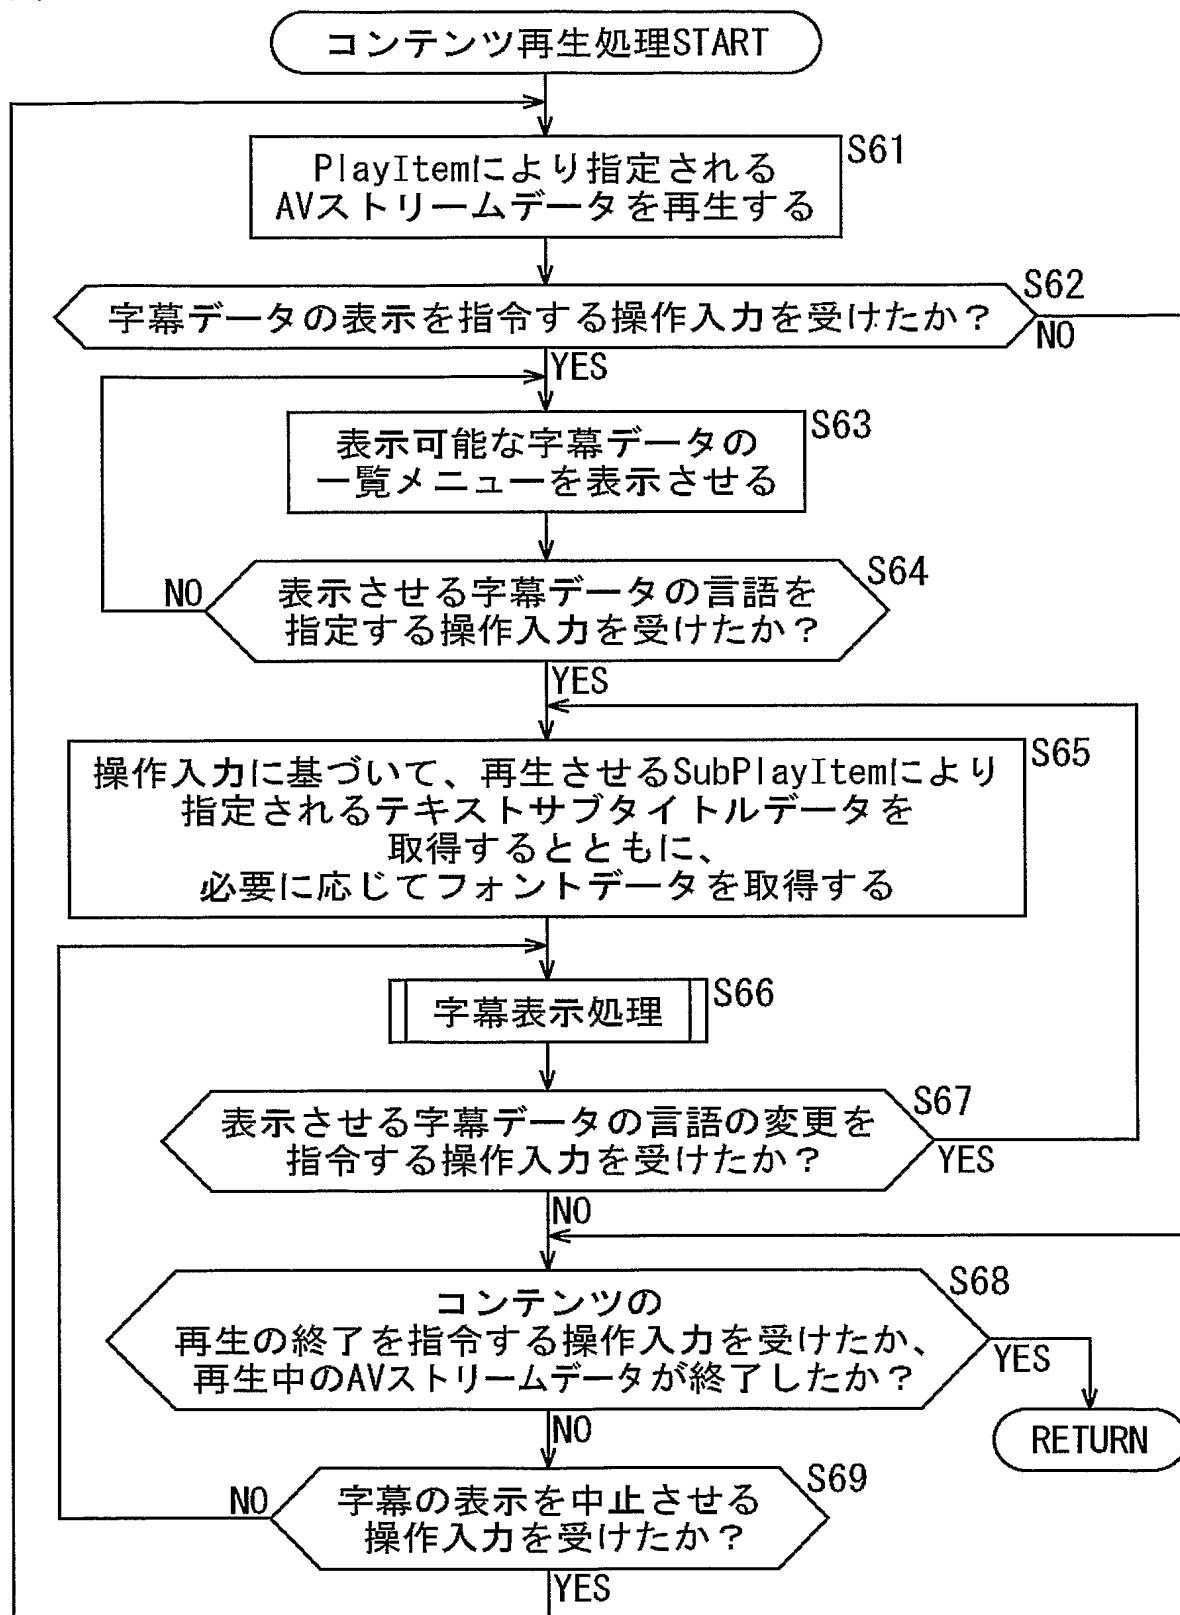 コンテンツ再生処理START
S61
PlayItemにより指定される
AVストリームデータを再生する
S62
字幕データの表示を指令する操作入力を受けたか？
NO
YES
S63
表示可能な字幕データの
一覧メニューを表示させる
S64
NO
表示させる字幕データの言語を
指定する操作入力を受けたか？
YES
S65
操作入力に基づいて、再生させるSubPlayItemにより
指定されるテキストサブタイトルデータを
取得するとともに、
必要に応じてフォントデータを取得する
S66
字幕表示処理
S67
表示させる字幕データの言語の変更を
指令する操作入力を受けたか？
YES
NO
S68
コンテンツの
再生の終了を指令する操作入力を受けたか、
再生中のAVストリームデータが終了したか？
YES
NO
RETURN
S69
NO
字幕の表示を中止させる
操作入力を受けたか？
YES